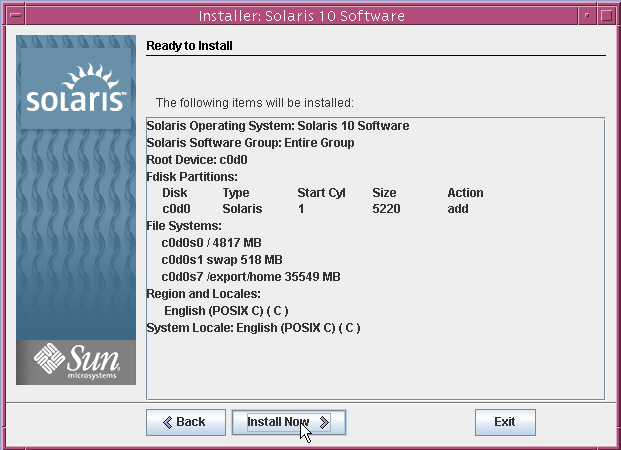 Installer: Solaris 10 Software
solaris™
Sun
microsystems
Ready to Install
The following items will be installed:
Solaris Operating System: Solaris 10 Software
Solaris Software Group: Entire Group
Root Device: c0d0
Fdisk Partitions:
Disk Type Start Cyl Size Action
c0d0 Solaris 1 5220 add
File Systems:
c0d0s0 / 4817 MB
c0d0s1 swap 518 MB
c0d0s7 /export/home 35549 MB
Region and Locales:
English (POSIX C) ( C )
System Locale: English (POSIX C) ( C )
Back Install Now Exit